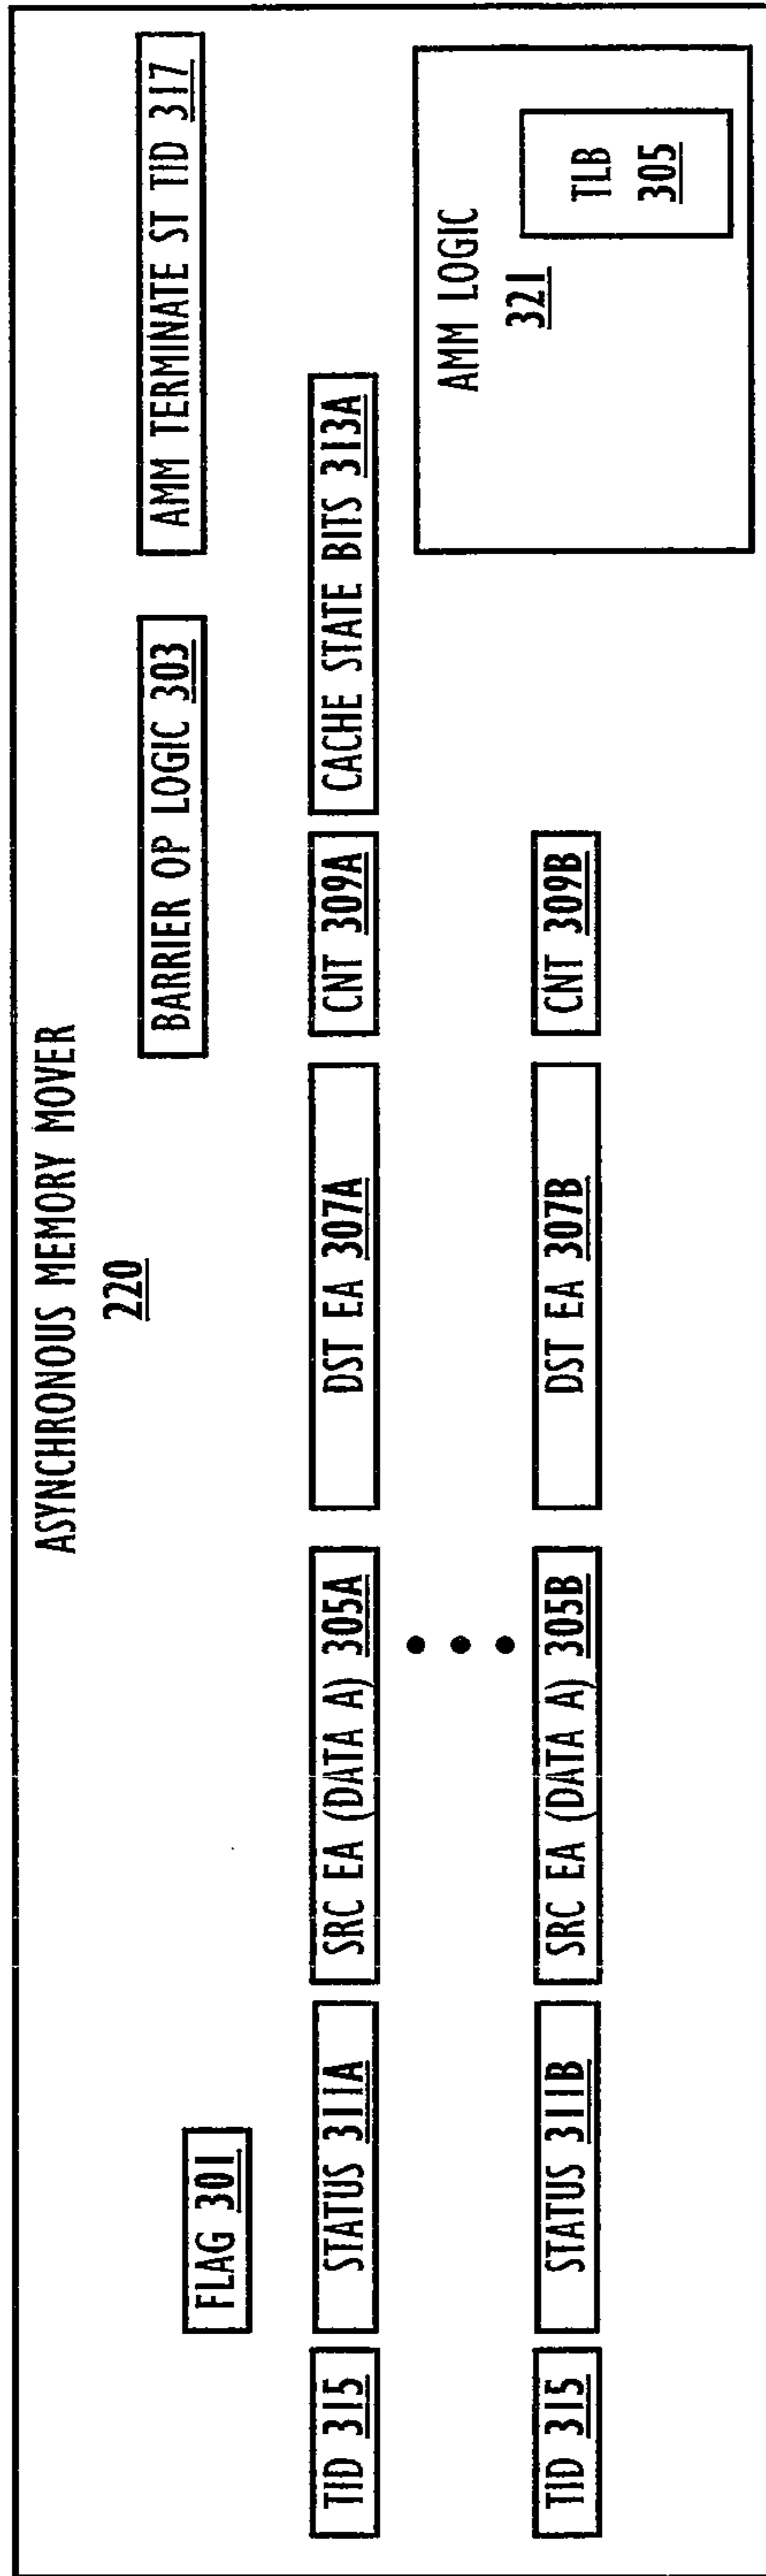 ASYNCHRONOUS MEMORY MOVER
220
FLAG 301
BARRIER OP LOGIC 303
AMM TERMINATE ST TID 317
TID 315
STATUS 311A
SRC EA (DATA A) 305A
DST EA 307A
CNT 309A
CACHE STATE BITS 313A
TID 315
STATUS 311B
SRC EA (DATA A) 305B
DST EA 307B
CNT 309B
AMM LOGIC
321
TLB
305